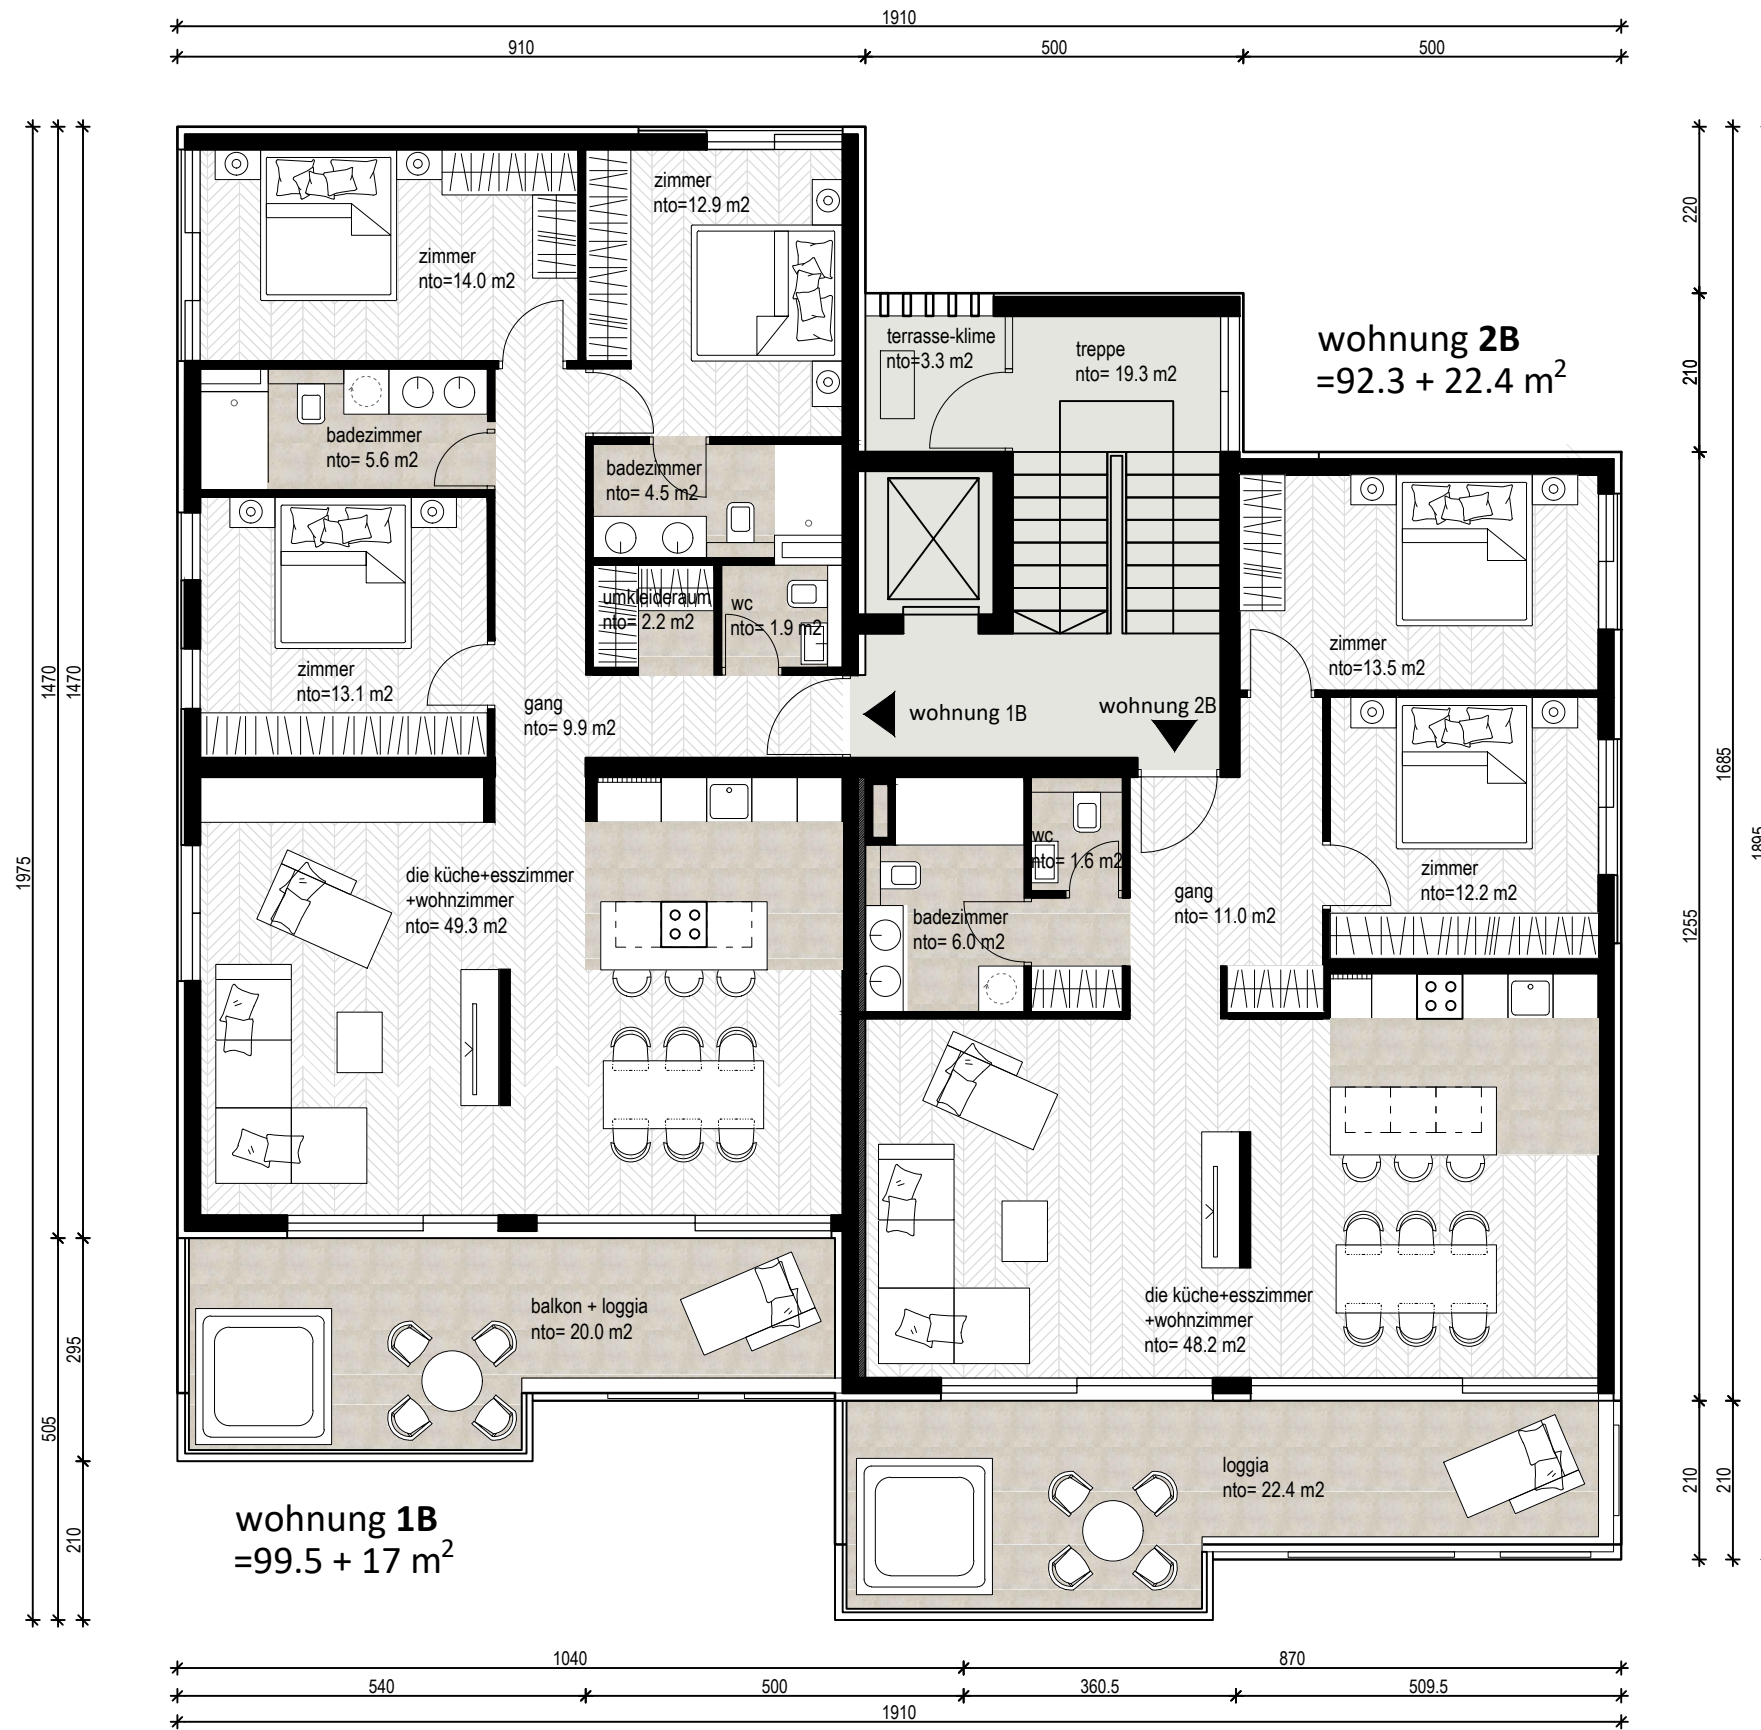 1910
910
500
500
zimmer
nto=12.9 m2
zimmer
nto=14.0 m2
terrasse-klime
nto=3.3 m2
treppe
nto= 19.3 m2
wohnung 2B
=92.3 + 22.4 m²
220
210
badezimmer
nto= 5.6 m2
badezimmer
nto= 4.5 m2
umkleideraum
nto= 2.2 m2
wc
nto= 1.9 m2
zimmer
nto=13.1 m2
zimmer
nto=13.5 m2
gang
nto= 9.9 m2
wohnung 1B
wohnung 2B
1470
1470
1975
1685
1895
1255
die küche+esszimmer
+wohnzimmer
nto= 49.3 m2
wc
nto= 1.6 m2
badezimmer
nto= 6.0 m2
gang
nto= 11.0 m2
zimmer
nto=12.2 m2
balkon + loggia
nto= 20.0 m2
die küche+esszimmer
+wohnzimmer
nto= 48.2 m2
295
505
210
loggia
nto= 22.4 m2
210
210
wohnung 1B
=99.5 + 17 m²
1040
870
540
500
360.5
509.5
1910